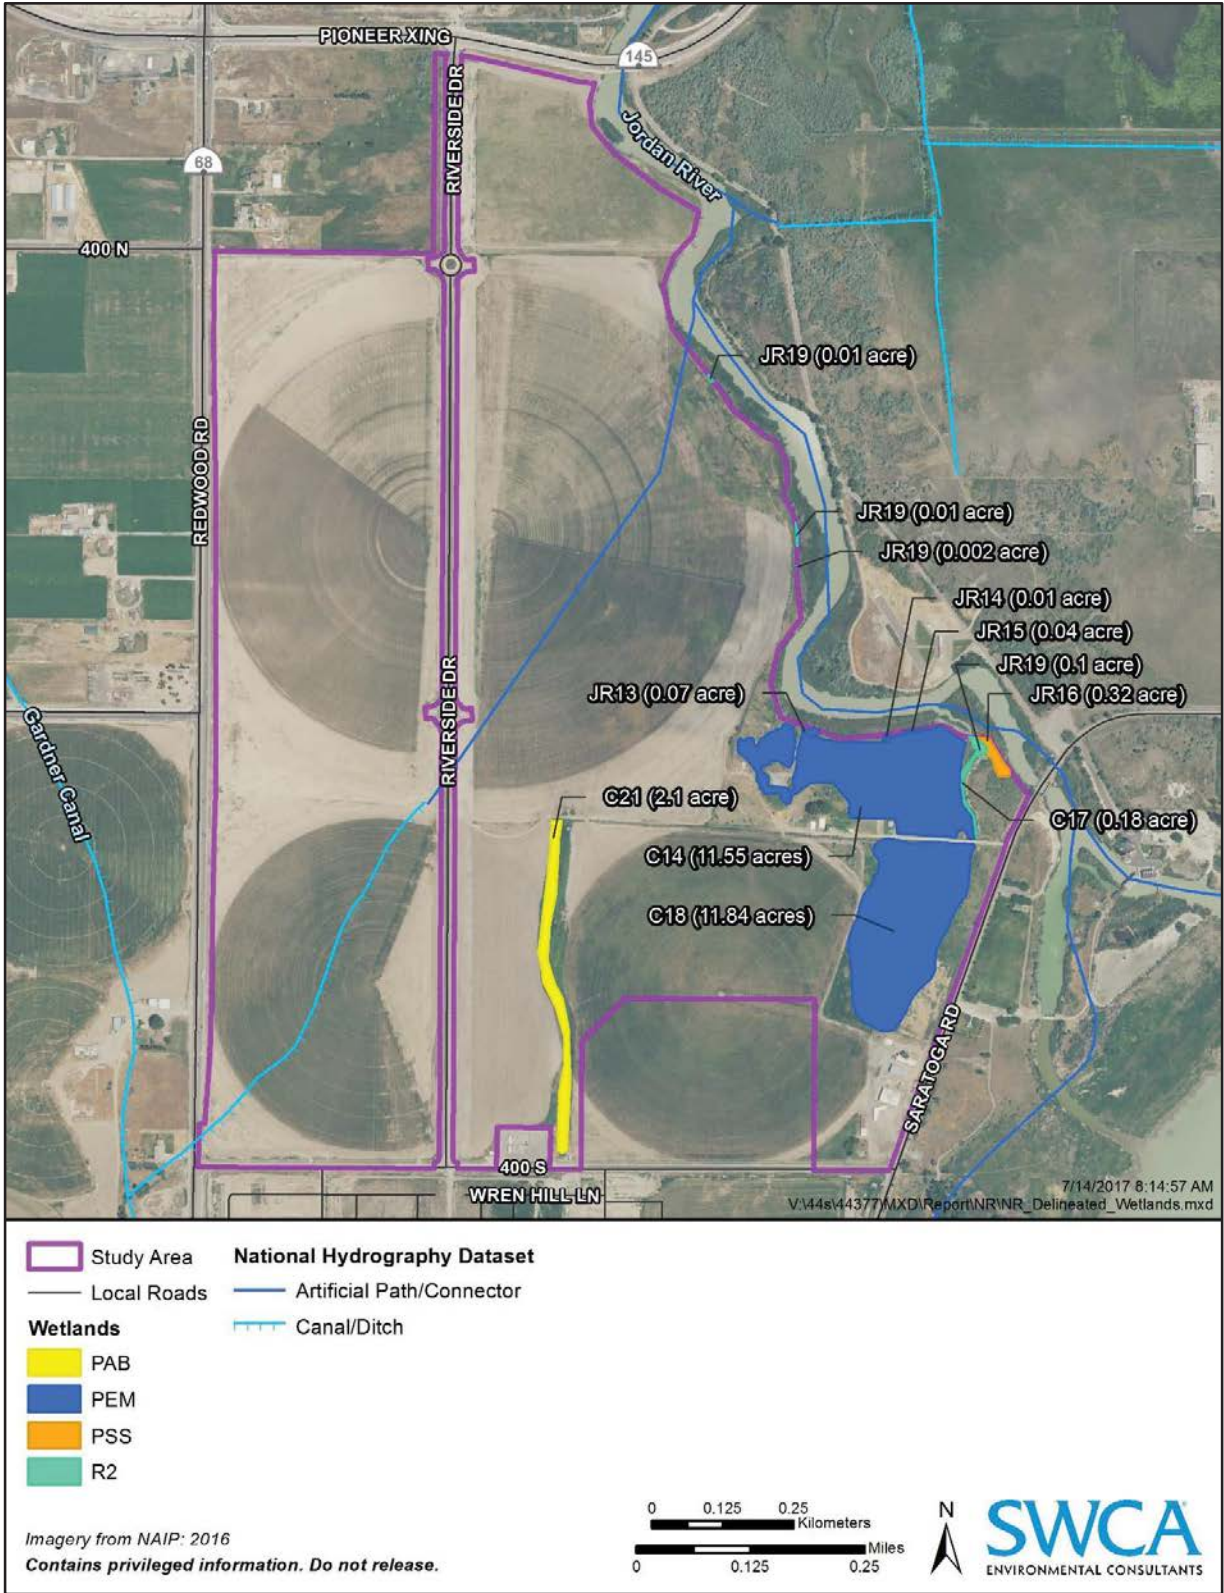 PIONEER XING
145
RIVERSIDE DR
Jordan River
68
400 N
JR19 (0.01 acre)
REDWOOD RD
JR19 (0.01 acre)
JR19 (0.002 acre)
JR14 (0.01 acre)
JR15 (0.04 acre)
JR19 (0.1 acre)
JR13 (0.07 acre)
JR16 (0.32 acre)
RIVERSIDE DR
Gardner Canal
C21 (2.1 acre)
C17 (0.18 acre)
C14 (11.55 acres)
C18 (11.84 acres)
SARATOGA RD
400 S
WREN HILL LN
7/14/2017 8:14:57 AM
V:\44s\44377\MXD\Report\NR\NR_Delineated_Wetlands.mxd
Study Area
National Hydrography Dataset
Local Roads
Artificial Path/Connector
Wetlands
Canal/Ditch
PAB
PEM
PSS
R2
0 0.125 0.25
Kilometers
Miles
0 0.125 0.25
N
SWCA
ENVIRONMENTAL CONSULTANTS
Imagery from NAIP: 2016
Contains privileged information. Do not release.